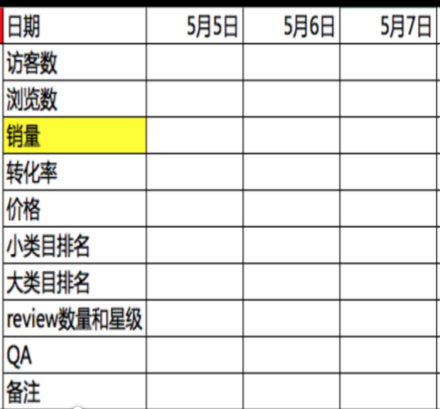 日期 5月5日 5月6日 5月7日
访客数
浏览数
销量
转化率
价格
小类目排名
大类目排名
review数量和星级
QA
备注